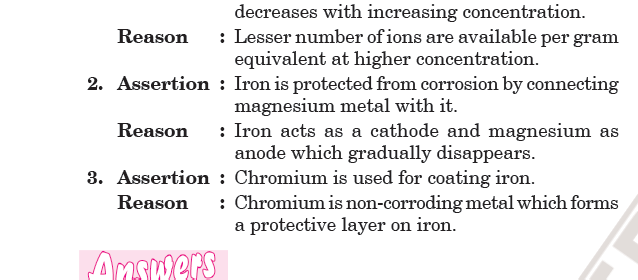 decreases with increasing concentration.
Reason : Lesser number of ions are available per gram
equivalent at higher concentration.
2. Assertion : Iron is protected from corrosion by connecting
magnesium metal with it.
Reason : Iron acts as a cathode and magnesium as
anode which gradually disappears.
3. Assertion : Chromium is used for coating iron.
Reason : Chromium is non-corroding metal which forms
a protective layer on iron.
Answers